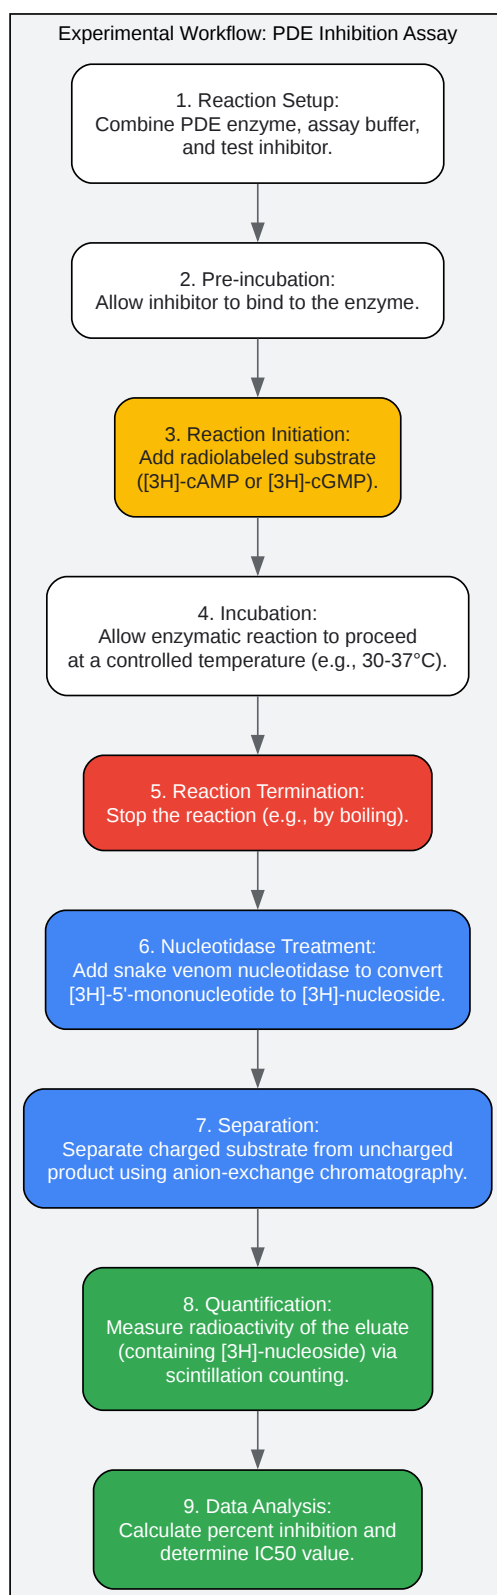 Experimental Workflow: PDE Inhibition Assay
1. Reaction Setup:
Combine PDE enzyme, assay buffer,
and test inhibitor.
2. Pre-incubation:
Allow inhibitor to bind to the enzyme.
3. Reaction Initiation:
Add radiolabeled substrate
([3H]-cAMP or [3H]-cGMP).
4. Incubation:
Allow enzymatic reaction to proceed
at a controlled temperature (e.g., 30-37°C).
5. Reaction Termination:
Stop the reaction (e.g., by boiling).
6. Nucleotidase Treatment:
Add snake venom nucleotidase to convert
[3H]-5'-mononucleotide to [3H]-nucleoside.
7. Separation:
Separate charged substrate from uncharged
product using anion-exchange chromatography.
8. Quantification:
Measure radioactivity of the eluate
(containing [3H]-nucleoside) via
scintillation counting.
9. Data Analysis:
Calculate percent inhibition and
determine IC50 value.